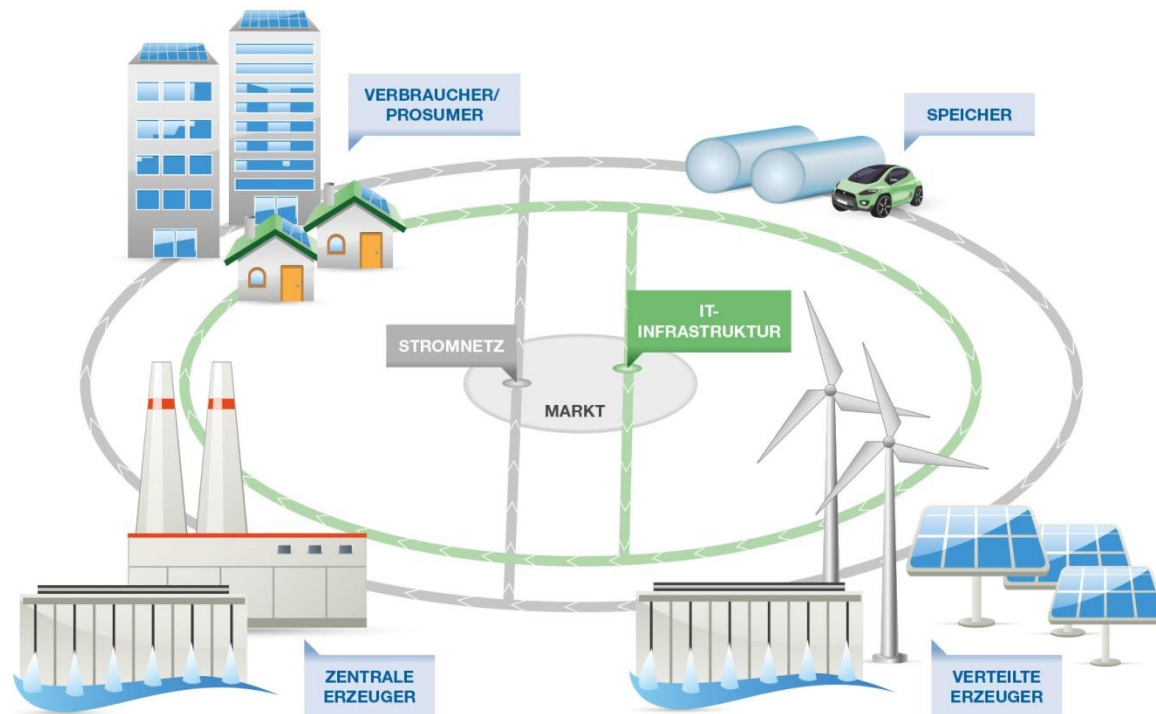 VERBRAUCHER/
PROSUMER
SPEICHER
IT-
INFRASTRUKTUR
STROMNETZ
MARKT
ZENTRALE
ERZEUGER
VERTEILTE
ERZEUGER